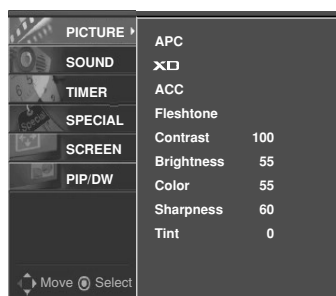 PICTURE
SOUND
TIMER
SPECIAL
SCREEN
PIP/DW
Move Select
APC
XD
ACC
Fleshtone
Contrast 100
Brightness 55
Color 55
Sharpness 60
Tint 0